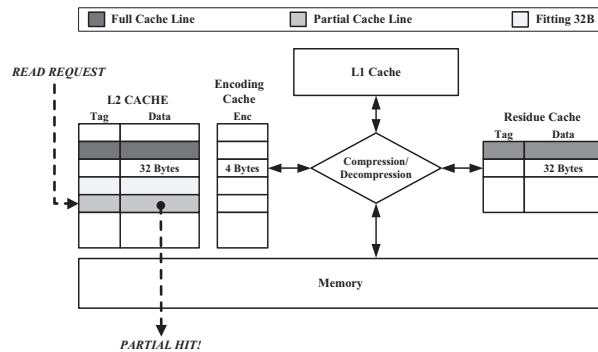 Full Cache Line Partial Cache Line Fitting 32B
READ REQUEST
L2 CACHE
Tag Data
32 Bytes
Encoding
Cache
Enc
4 Bytes
L1 Cache
Compression/
Decompression
Residue Cache
Tag Data
32 Bytes
Memory
PARTIAL HIT!